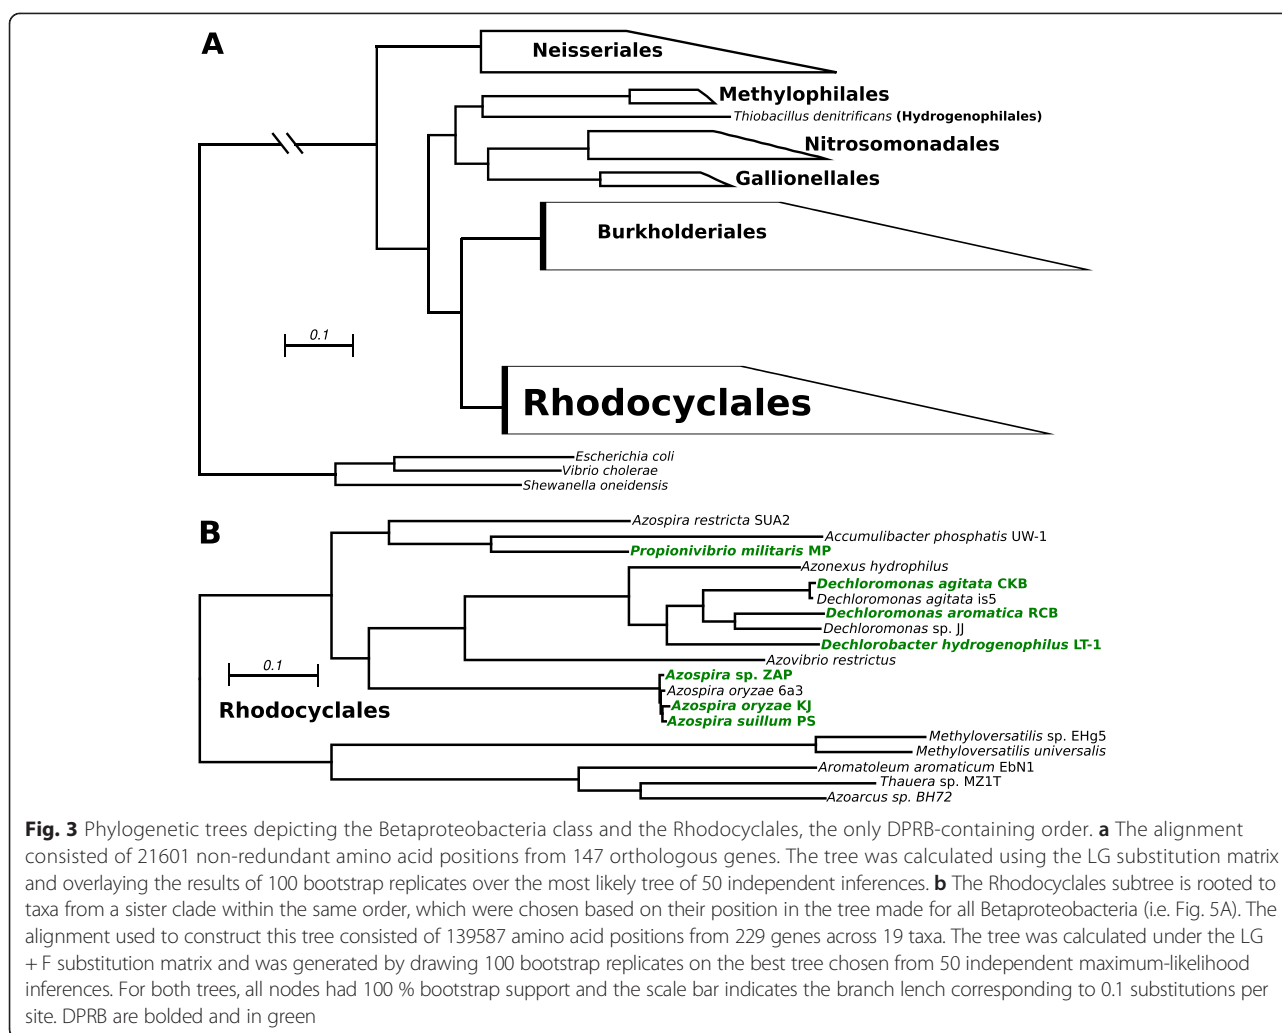 A
Neisseriales
Methylophilales
Thiobacillus denitrificans (Hydrogenophilales)
Nitrosomonadales
Gallionellales
Burkholderiales
0.1
Rhodocyclales
Escherichia coli
Vibrio cholerae
Shewanella oneidensis
B
Azospira restricta SUA2
Accumulibacter phosphatis UW-1
Propionivibrio militaris MP
Azonexus hydrophilus
Dechloromonas agitata CKB
Dechloromonas agitata is5
Dechloromonas aromatica RCB
Dechloromonas sp. JJ
Dechlorobacter hydrogenophilus LT-1
Azovibrio restrictus
0.1
Azospira sp. ZAP
Azospira oryzae 6a3
Azospira oryzae KJ
Azospira suillum PS
Rhodocyclales
Methyloversatilis sp. EHg5
Methyloversatilis universalis
Aromatoleum aromaticum EbN1
Thauera sp. MZ1T
Azoarcus sp. BH72
Fig. 3 Phylogenetic trees depicting the Betaproteobacteria class and the Rhodocyclales, the only DPRB-containing order. a The alignment
consisted of 21601 non-redundant amino acid positions from 147 orthologous genes. The tree was calculated using the LG substitution matrix
and overlaying the results of 100 bootstrap replicates over the most likely tree of 50 independent inferences. b The Rhodocyclales subtree is rooted to
taxa from a sister clade within the same order, which were chosen based on their position in the tree made for all Betaproteobacteria (i.e. Fig. 5A). The
alignment used to construct this tree consisted of 139587 amino acid positions from 229 genes across 19 taxa. The tree was calculated under the LG
+ F substitution matrix and was generated by drawing 100 bootstrap replicates on the best tree chosen from 50 independent maximum-likelihood
inferences. For both trees, all nodes had 100 % bootstrap support and the scale bar indicates the branch lench corresponding to 0.1 substitutions per
site. DPRB are bolded and in green